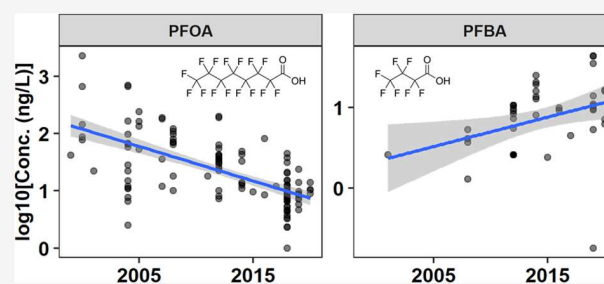 PFOA
PFBA
log10[Conc. (ng/L)]
3
2
1
0
2005
2015
F F F F F F F O
F OH
F F F F F F F
1
0
2005
2015
F F F O
F OH
F F F